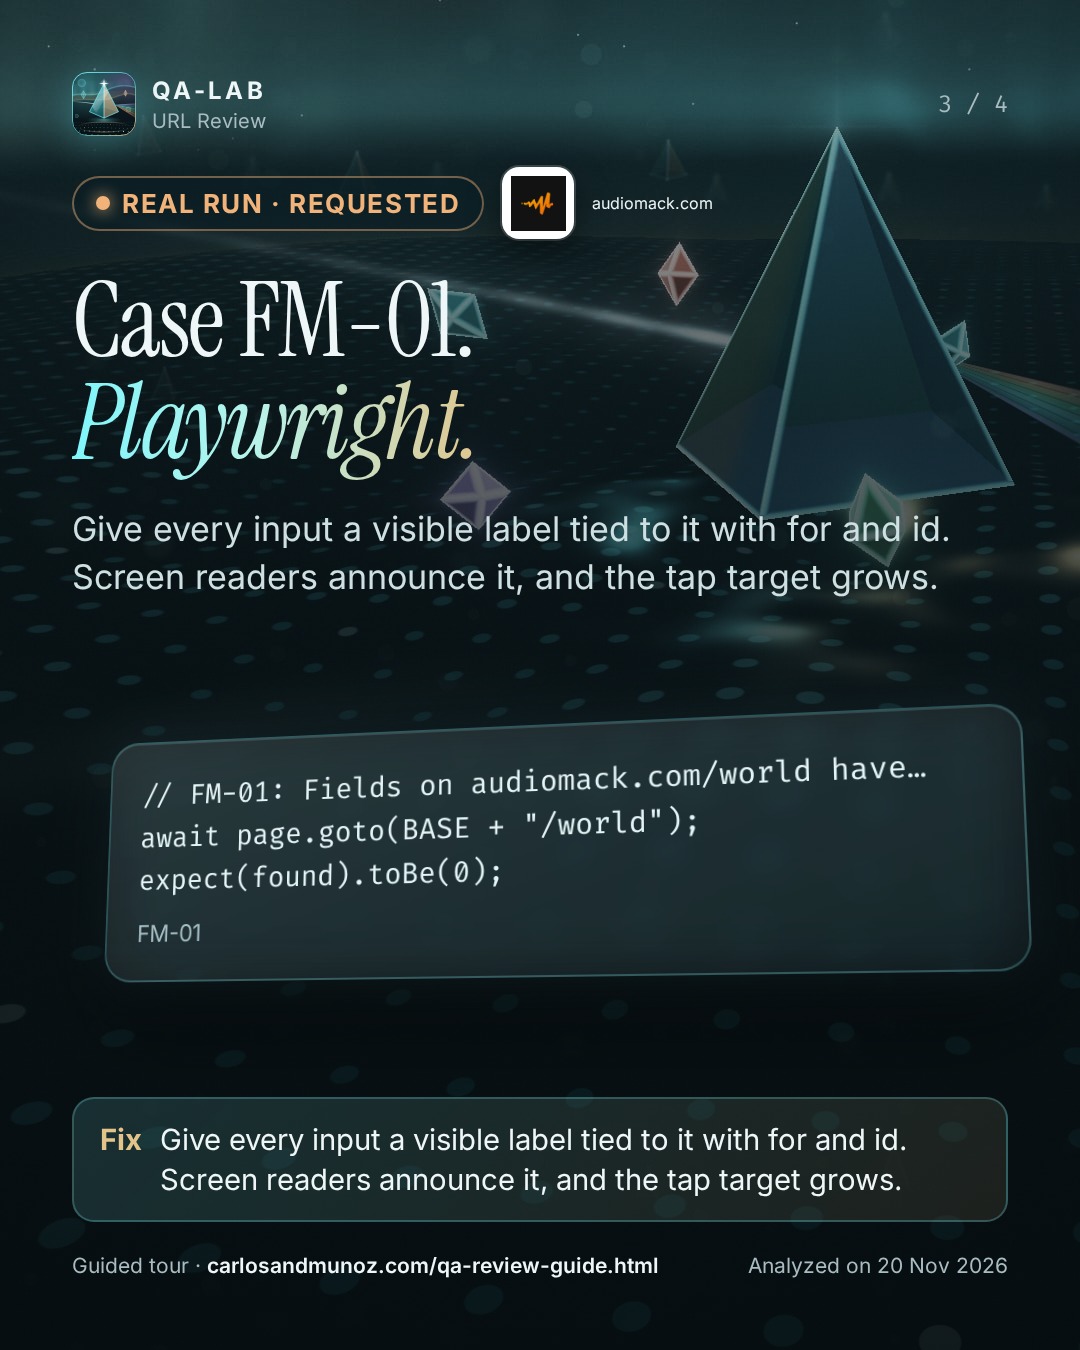 QA-LAB
URL Review
3 / 4
REAL RUN · REQUESTED
audiomack.com
Case FM-01.
Playwright.
Give every input a visible label tied to it with for and id.
Screen readers announce it, and the tap target grows.
// FM-01: Fields on audiomack.com/world have…
await page.goto(BASE + "/world");
expect(found).toBe(0);
FM-01
Fix Give every input a visible label tied to it with for and id.
Screen readers announce it, and the tap target grows.
Guided tour · carlosandmunoz.com/qa-review-guide.html
Analyzed on 20 Nov 2026